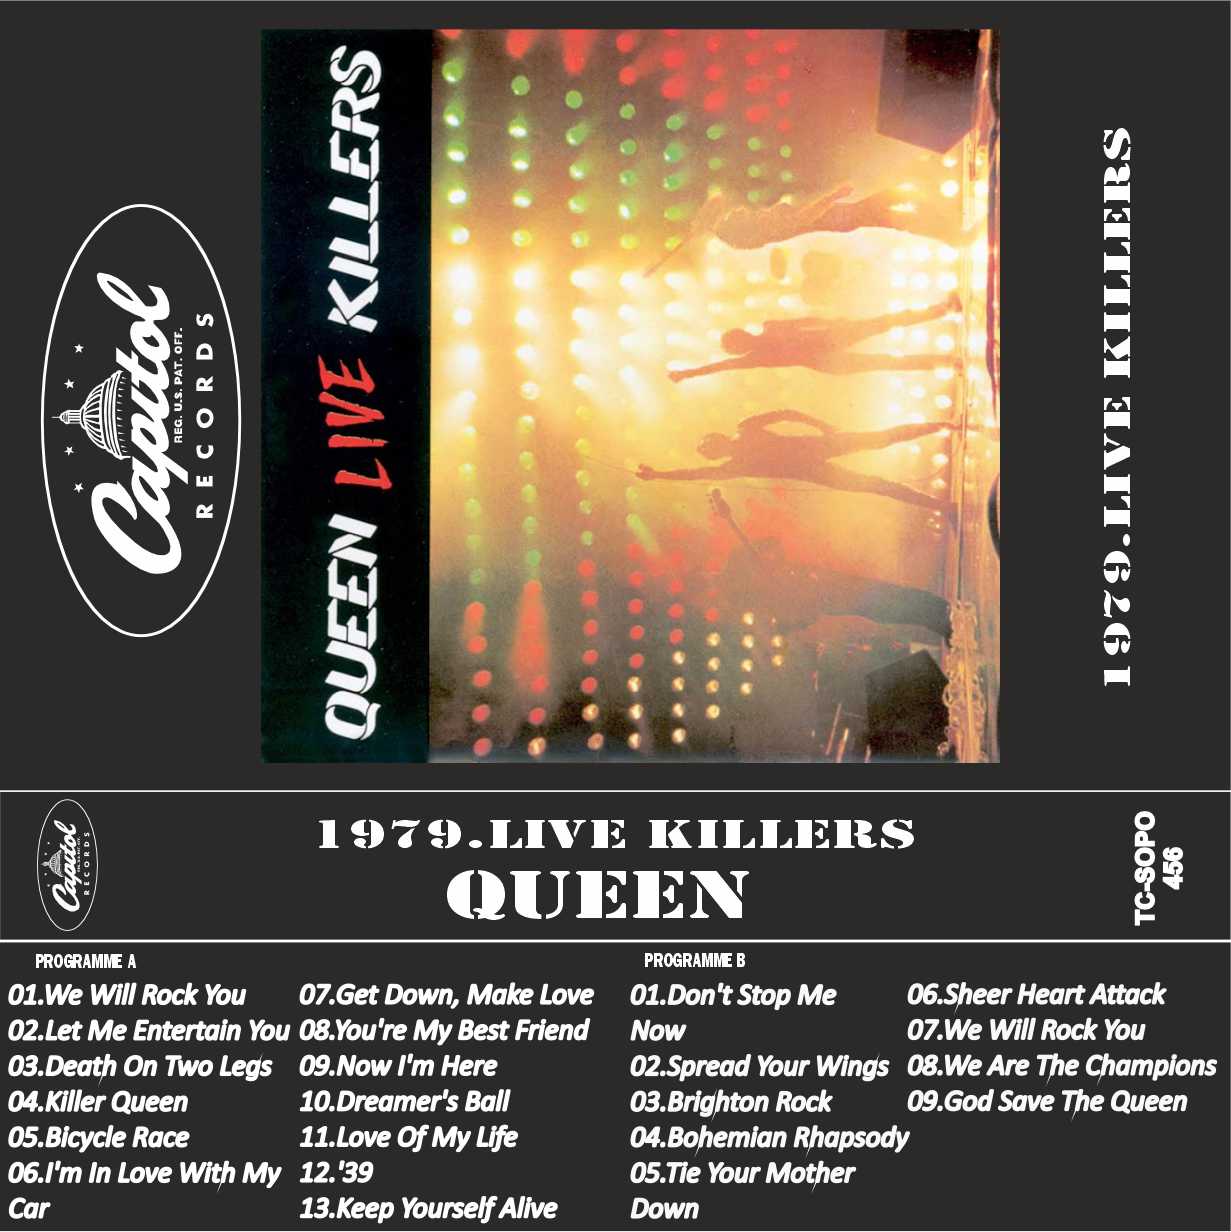 Capitol
REG. U.S. PAT. OFF.
RECORDS
QUEEN LIVE KILLERS
1979.LIVE KILLERS
Capitol
RECORDS
1979.LIVE KILLERS
QUEEN
TC-SOPO
456
PROGRAMME A
01.We Will Rock You
02.Let Me Entertain You
03.Death On Two Legs
04.Killer Queen
05.Bicycle Race
06.I'm In Love With My
Car
07.Get Down, Make Love
08.You're My Best Friend
09.Now I'm Here
10.Dreamer's Ball
11.Love Of My Life
12.'39
13.Keep Yourself Alive
PROGRAMME B
01.Don't Stop Me
Now
02.Spread Your Wings
03.Brighton Rock
04.Bohemian Rhapsody
05.Tie Your Mother
Down
06.Sheer Heart Attack
07.We Will Rock You
08.We Are The Champions
09.God Save The Queen